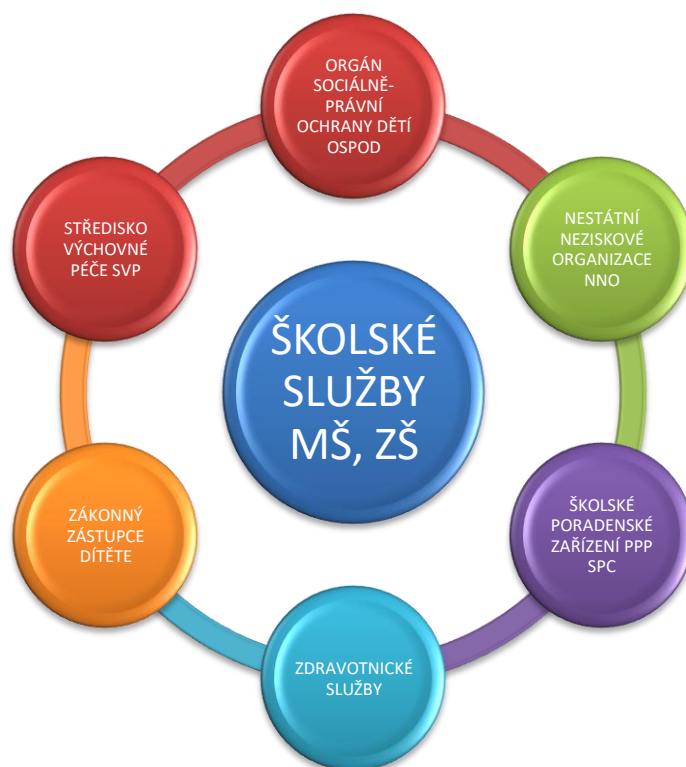 ORGÁN
SOCIÁLNĚ-
PRÁVNÍ
OCHRANY DĚTÍ
OSPOD
STŘEDISKO
VÝCHOVNÉ
PÉČE SVP
NESTÁTNÍ
NEZISKOVÉ
ORGANIZACE
NNO
ŠKOLSKÉ
SLUŽBY
MŠ, ZŠ
ZÁKONNÝ
ZÁSTUPCE
DÍTĚTE
ŠKOLSKÉ
PORADENSKÉ
ZAŘÍZENÍ PPP
SPC
ZDRAVOTNICKÉ
SLUŽBY